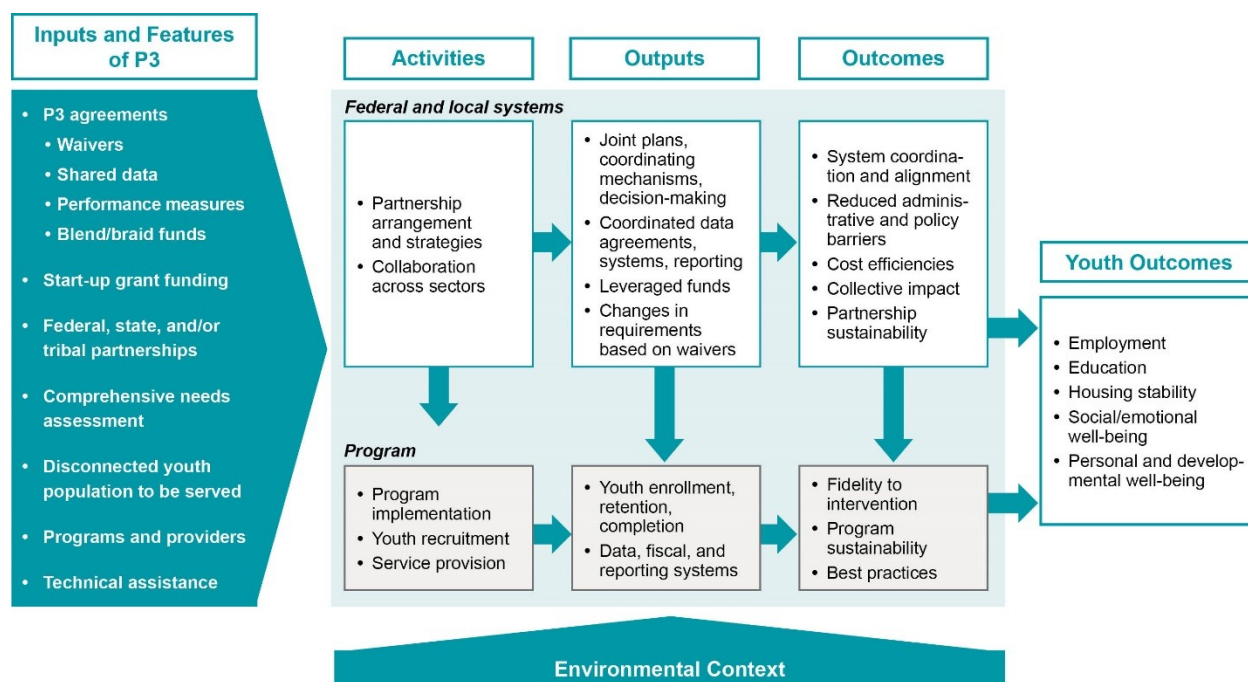 Inputs and Features
of P3
• P3 agreements
• Waivers
• Shared data
• Performance measures
• Blend/braid funds
• Start-up grant funding
• Federal, state, and/or
tribal partnerships
• Comprehensive needs
assessment
• Disconnected youth
population to be served
• Programs and providers
• Technical assistance
Activities
Outputs
Outcomes
Federal and local systems
• Partnership
arrangement
and strategies
• Collaboration
across sectors
• Joint plans,
coordinating
mechanisms,
decision-making
• Coordinated data
agreements,
systems, reporting
• Leveraged funds
• Changes in
requirements
based on waivers
• System coordina-
tion and alignment
• Reduced adminis-
trative and policy
barriers
• Cost efficiencies
• Collective impact
• Partnership
sustainability
Program
• Program
implementation
• Youth recruitment
• Service provision
• Youth enrollment,
retention,
completion
• Data, fiscal, and
reporting systems
• Fidelity to
intervention
• Program
sustainability
• Best practices
Youth Outcomes
• Employment
• Education
• Housing stability
• Social/emotional
well-being
• Personal and develop-
mental well-being
Environmental Context